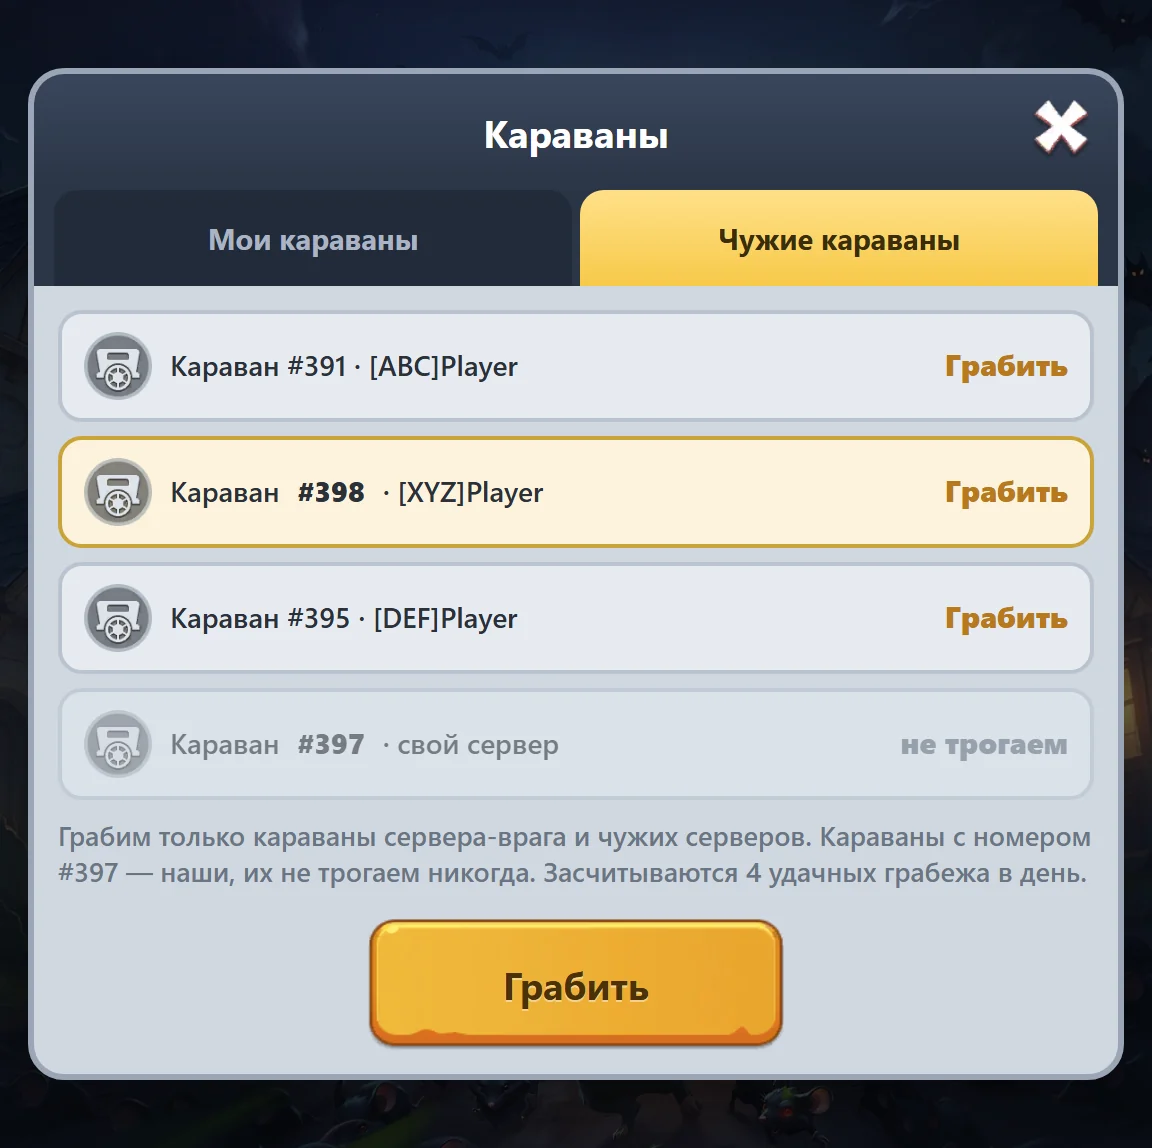 Караваны
Мои караваны
Чужие караваны
Караван #391 · [ABC]Player
Грабить
Караван #398 · [XYZ]Player
Грабить
Караван #395 · [DEF]Player
Грабить
Караван #397 · свой сервер
не трогаем
Грабим только караваны сервера-врага и чужих серверов. Караваны с номером
#397 — наши, их не трогаем никогда. Засчитываются 4 удачных грабежа в день.
Грабить